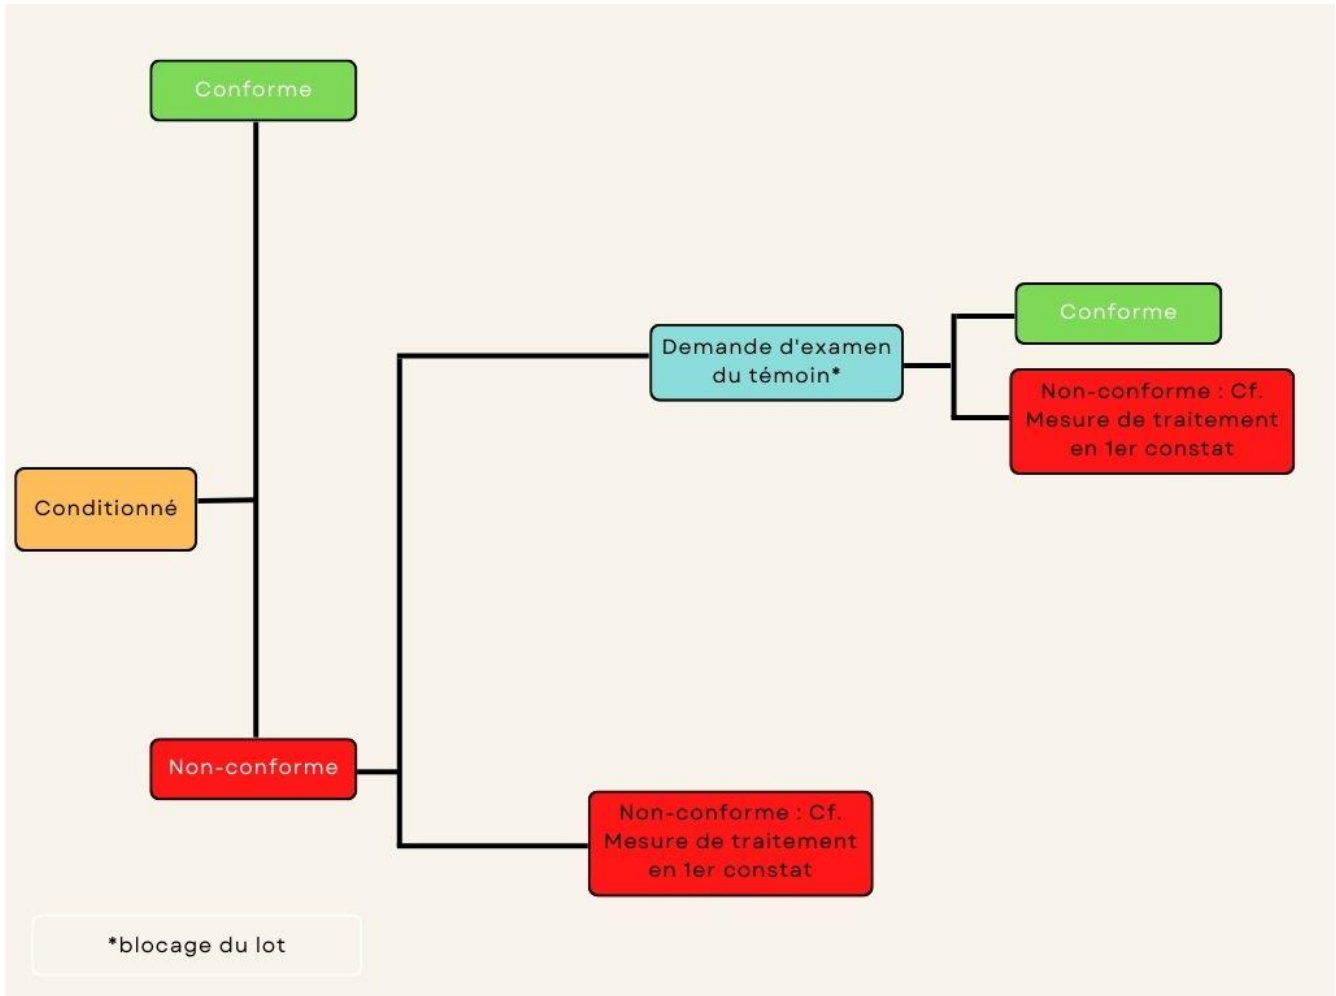 Conforme
Conforme
Demande d'examen
du témoin*
Non-conforme : Cf.
Mesure de traitement
en 1er constat
Conditionné
Non-conforme
Non-conforme : Cf.
Mesure de traitement
en 1er constat
*blocage du lot